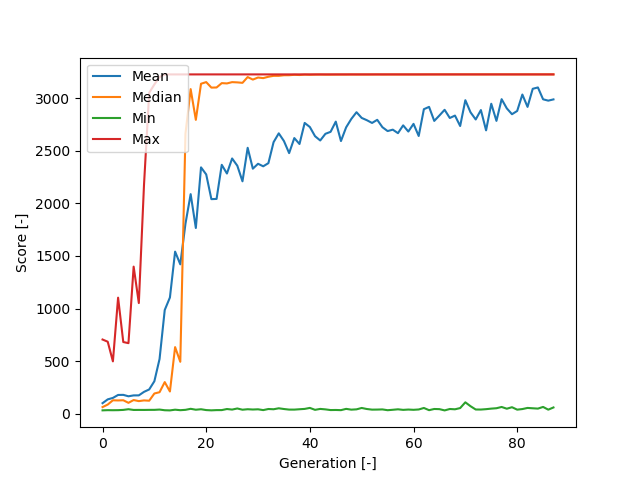 Mean
Median
Min
Max
3000
2500
2000
1500
1000
500
0
Score [-]
0 20 40 60 80
Generation [-]